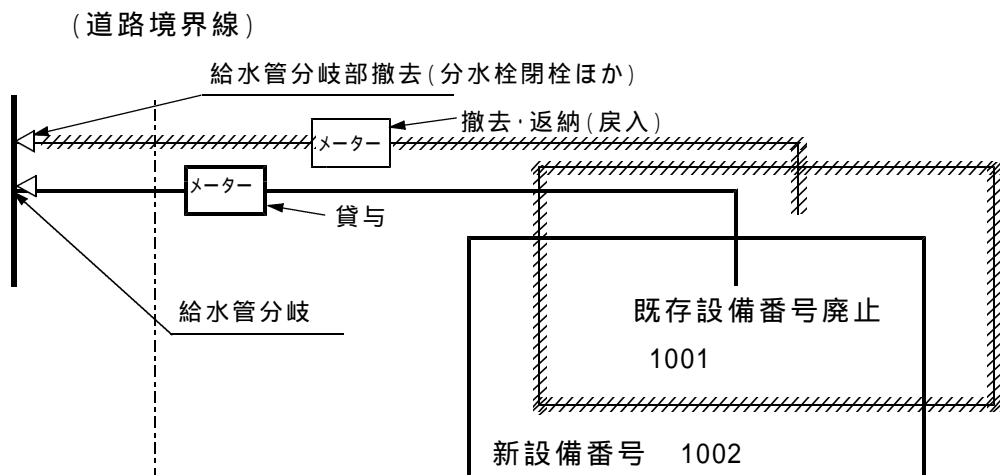 (道路境界線)
給水管分岐部撤去(分水栓閉栓ほか)
撤去・返納(戻入)
メーター
メーター
貸与
給水管分岐
既存設備番号廃止
1001
新設備番号 1002